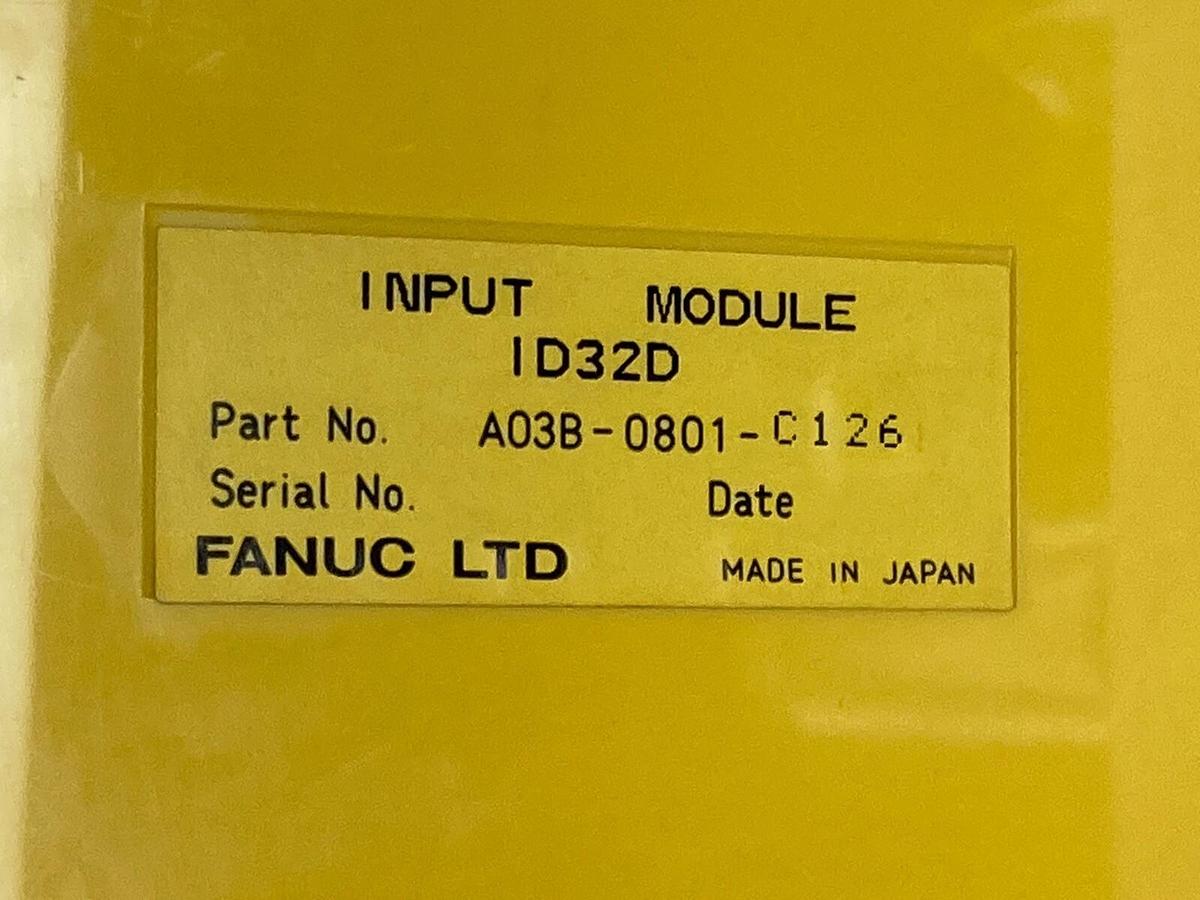 INPUT MODULE
ID32D
Part No. A03B-0801-C126
Serial No. Date
FANUC LTD MADE IN JAPAN